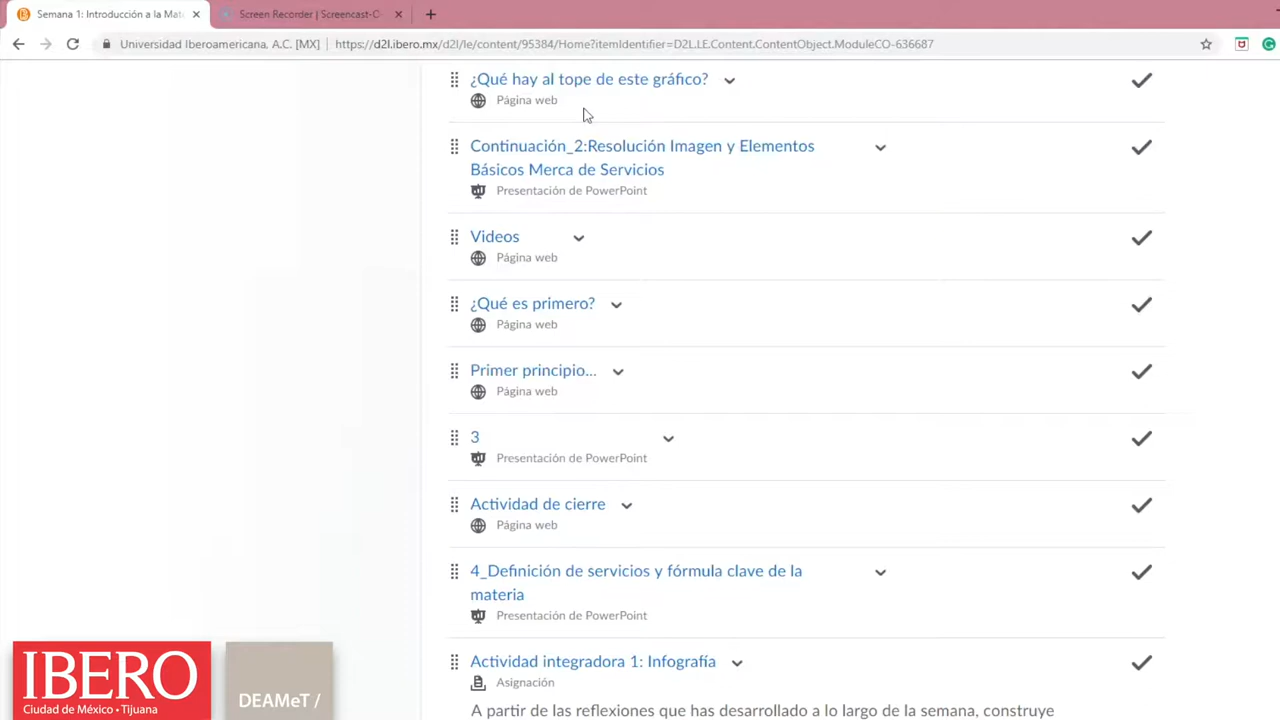 Semana 1: Introducción a la Mat
Screen Recorder | Screencast-O
Universidad Iberoamericana, A.C. [MX] | https://d2l.ibero.mx/d2l/le/content/95384/Home?itemIdentifier=D2L.LE.Content.ContentObject.ModuleCO-636687
¿Qué hay al tope de este gráfico?
Página web
Continuación_2:Resolución Imagen y Elementos
Básicos Merca de Servicios
Presentación de PowerPoint
Videos
Página web
¿Qué es primero?
Página web
Primer principio...
Página web
3
Presentación de PowerPoint
Actividad de cierre
Página web
4_Definición de servicios y fórmula clave de la
materia
Presentación de PowerPoint
Actividad integradora 1: Infografía
Asignación
A partir de las reflexiones que has desarrollado a lo largo de la semana, construye
IBERO
Ciudad de México • Tijuana
DEAMeT /